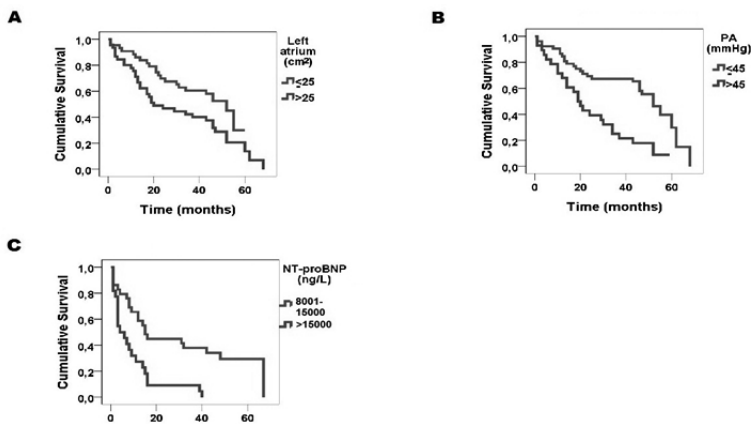 A
Left
atrium
(cm²)
≤25
>25
Cumulative Survival
1,0
0,8
0,6
0,4
0,2
0,0
0 20 40 60
Time (months)
B
PA
(mmHg)
≤45
>45
Cumulative Survival
1,0
0,8
0,6
0,4
0,2
0,0
0 20 40 60
Time (months)
C
NT-proBNP
(ng/L)
8001-
15000
>15000
Cumulative Survival
1,0
0,8
0,6
0,4
0,2
0,0
0 20 40 60